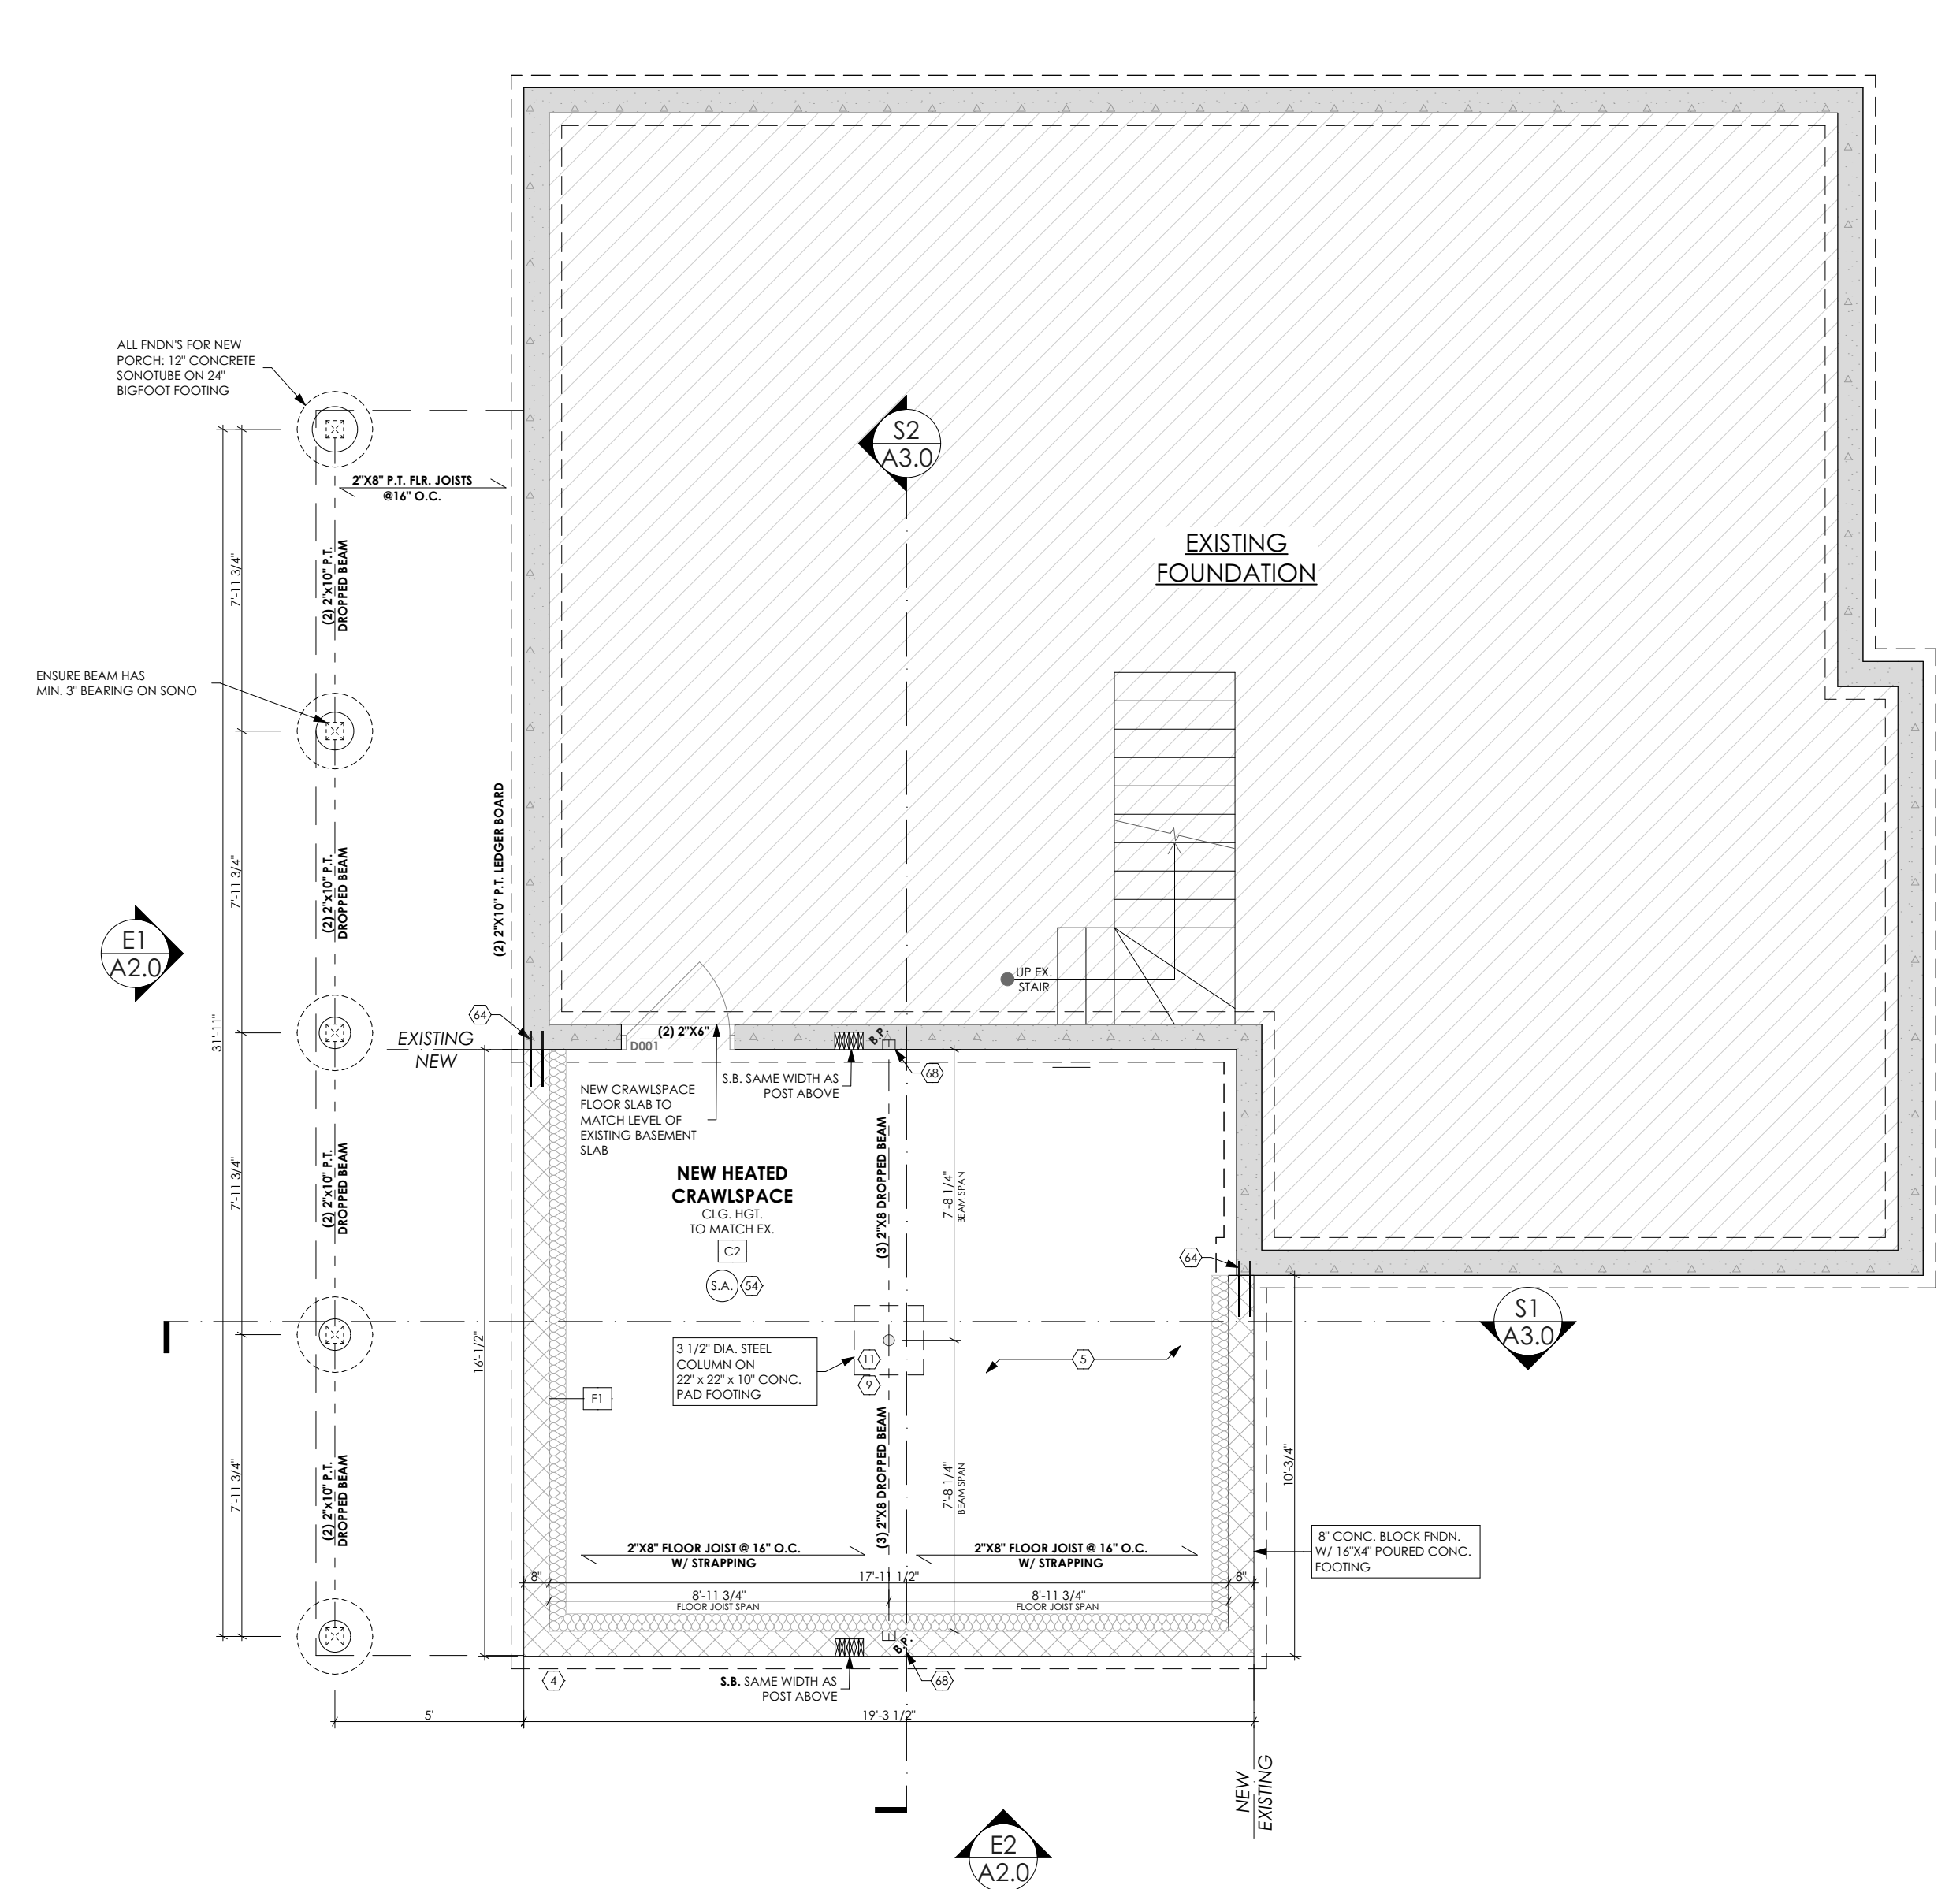 ALL FNDN'S FOR NEW
PORCH: 12" CONCRETE
SONOTUBE ON 24"
BIGFOOT FOOTING
S2
A3.0
2"X8" P.T. FLR. JOISTS
@16" O.C.
EXISTING
FOUNDATION
7'-11 3/4"
(2) 2"x10" P.T.
DROPPED BEAM
ENSURE BEAM HAS
MIN. 3" BEARING ON SONO
(2) 2"X10" P.T. LEDGER BOARD
7'-11 3/4"
(2) 2"x10" P.T.
DROPPED BEAM
E1
A2.0
31'-11"
UP EX.
STAIR
64
EXISTING
NEW
(2) 2"X6"
D001
B.P.
68
S.B. SAME WIDTH AS
POST ABOVE
NEW CRAWLSPACE
FLOOR SLAB TO
MATCH LEVEL OF
EXISTING BASEMENT
SLAB
7'-11 3/4"
(2) 2"x10" P.T.
DROPPED BEAM
NEW HEATED
CRAWLSPACE
CLG. HGT.
TO MATCH EX.
C2
S.A.
54
(3) 2"X8 DROPPED BEAM
7'-8 1/4"
BEAM SPAN
64
S1
A3.0
16'-1/2"
3 1/2" DIA. STEEL
COLUMN ON
22" x 22" x 10" CONC.
PAD FOOTING
11
9
5
F1
7'-11 3/4"
(2) 2"x10" P.T.
DROPPED BEAM
(3) 2"X8 DROPPED BEAM
7'-8 1/4"
BEAM SPAN
10'-3/4"
2"X8" FLOOR JOIST @ 16" O.C.
W/ STRAPPING
2"X8" FLOOR JOIST @ 16" O.C.
W/ STRAPPING
8" CONC. BLOCK FNDN.
W/ 16"X4" POURED CONC.
FOOTING
8"
17'-11 1/2"
8"
8'-11 3/4"
FLOOR JOIST SPAN
8'-11 3/4"
FLOOR JOIST SPAN
B.P.
4
S.B. SAME WIDTH AS
POST ABOVE
68
5'
19'-3 1/2"
NEW
EXISTING
E2
A2.0